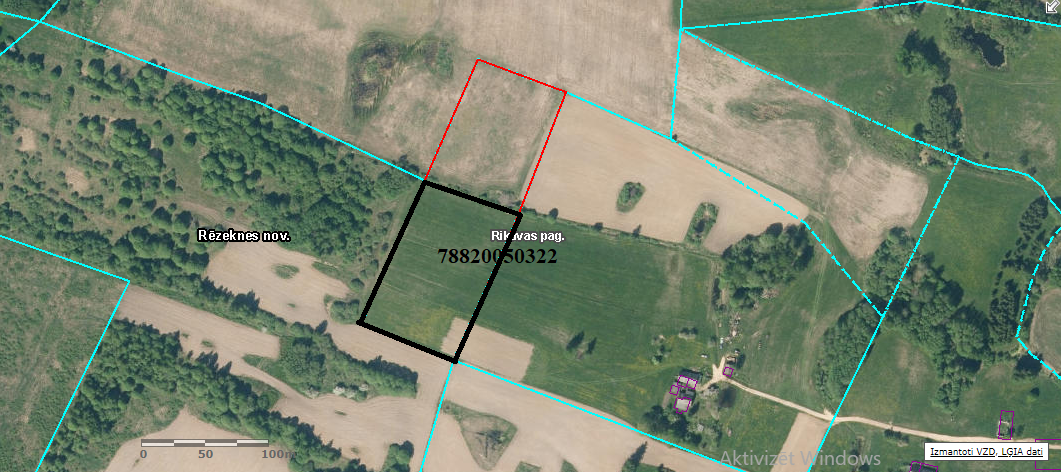 Rēzeknes nov.
Rikavas pag.
78820050322
0 50 100m
Aktivizēt Windows
Izmantoti VZD, LGIA dati